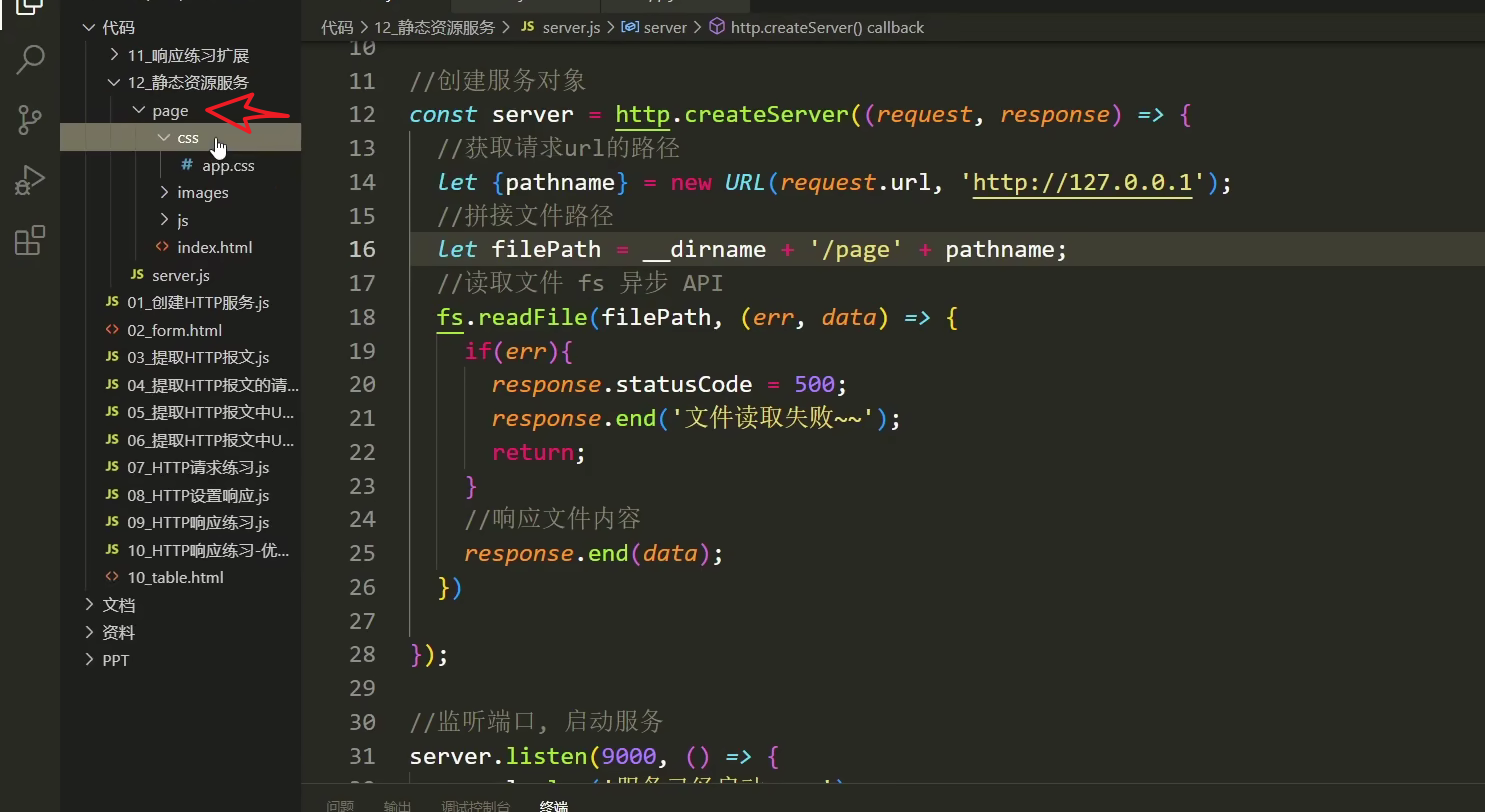 代码
11_响应练习扩展
12_静态资源服务
page
css
# app.css
images
js
<> index.html
JS server.js
JS 01_创建HTTP服务.js
<> 02_form.html
JS 03_提取HTTP报文.js
JS 04_提取HTTP报文的请...
JS 05_提取HTTP报文中U...
JS 06_提取HTTP报文中U...
JS 07_HTTP请求练习.js
JS 08_HTTP设置响应.js
JS 09_HTTP响应练习.js
JS 10_HTTP响应练习-优...
<> 10_table.html
文档
资料
PPT
代码 > 12_静态资源服务 > JS server.js > server > http.createServer() callback
10
11 //创建服务对象
12 const server = http.createServer((request, response) => {
13 //获取请求url的路径
14 let {pathname} = new URL(request.url, 'http://127.0.0.1');
15 //拼接文件路径
16 let filePath = __dirname + '/page' + pathname;
17 //读取文件 fs 异步 API
18 fs.readFile(filePath, (err, data) => {
19 if(err){
20 response.statusCode = 500;
21 response.end('文件读取失败~~');
22 return;
23 }
24 //响应文件内容
25 response.end(data);
26 })
27
28 });
29
30 //监听端口, 启动服务
31 server.listen(9000, () => {
问题 输出 调试控制台 终端